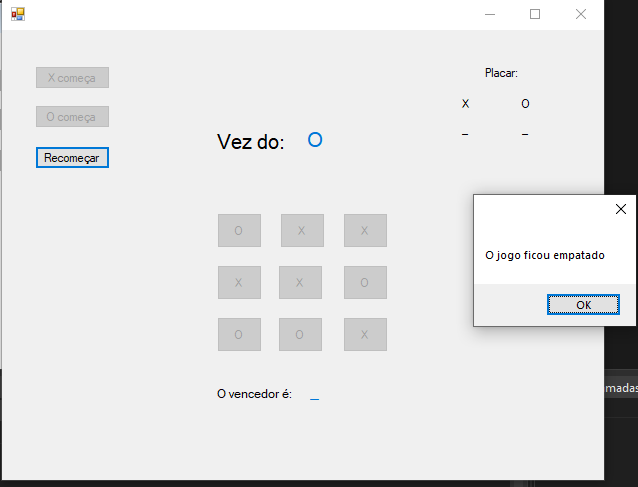 X começa
O começa
Recomeçar
Placar:
X O
– –
Vez do: O
O X X
X X O
O O X
O vencedor é: _
O jogo ficou empatado
OK
madas